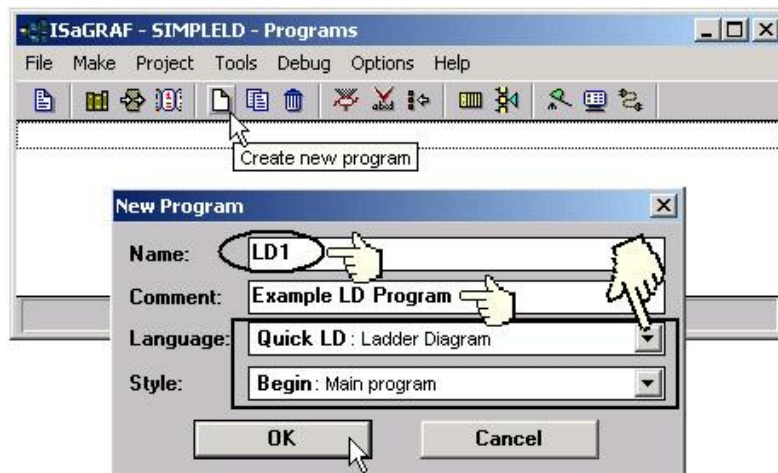 ISaGRAF - SIMPLELD - Programs
File Make Project Tools Debug Options Help
Create new program
New Program
Name: LD1
Comment: Example LD Program
Language: Quick LD : Ladder Diagram
Style: Begin : Main program
OK Cancel